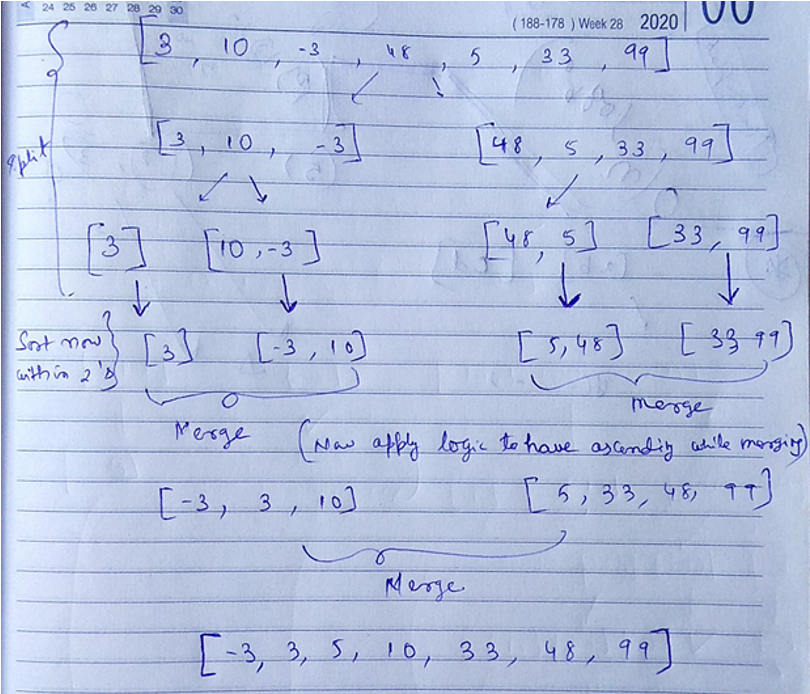 24 25 26 27 28 29 30
( 188-178 ) Week 28 2020
[3 , 10 , -3 , 48 , 5 , 33 , 99]
split
[3 , 10 , -3] [48 , 5 , 33 , 99]
[3] [10 , -3] [48 , 5] [33 , 99]
Sort now within 2's
[3] [-3 , 10] [5,48] [33 99]
Merge merge
(Now apply logic to have ascending while merging)
[-3 , 3 , 10] [5, 33, 48, 99]
Merge
[-3, 3, 5, 10, 33, 48, 99]